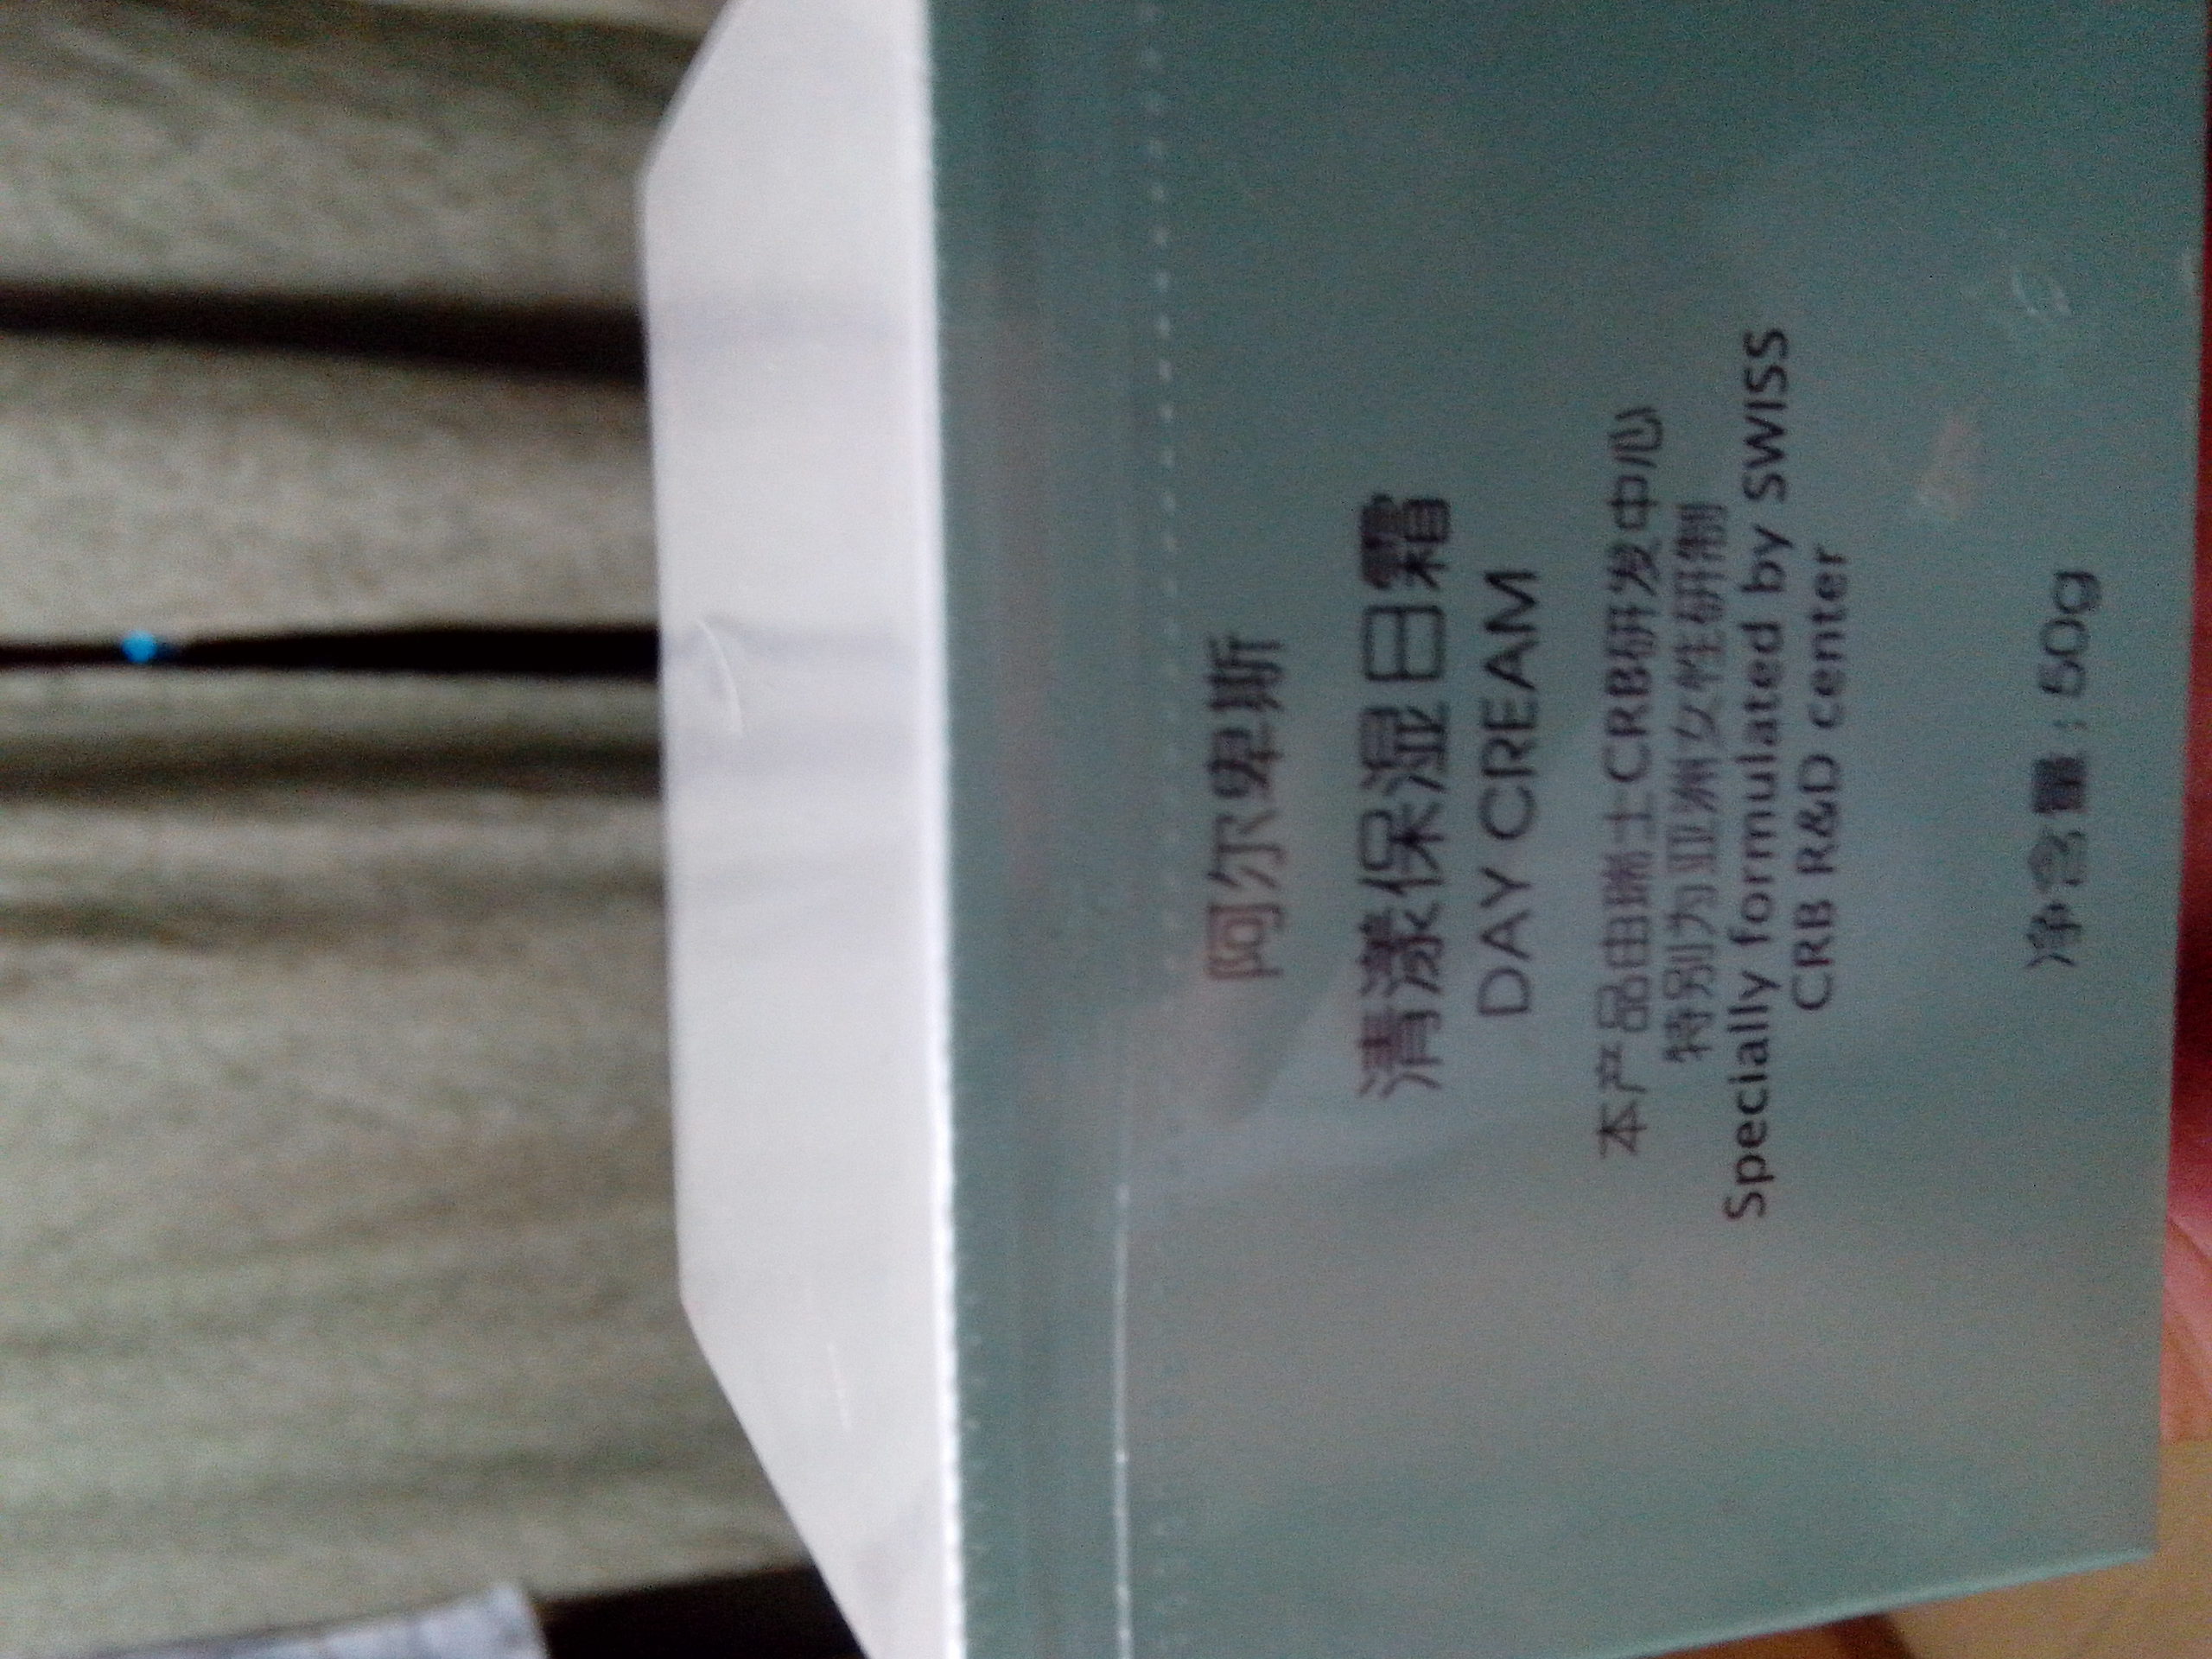 阿尔卑斯
清漾保湿日霜
DAY CREAM
本产品由瑞士CRB研发中心
特别为亚洲女性研制
Specially formulated by SWISS
CRB R&D center
净含量：50g